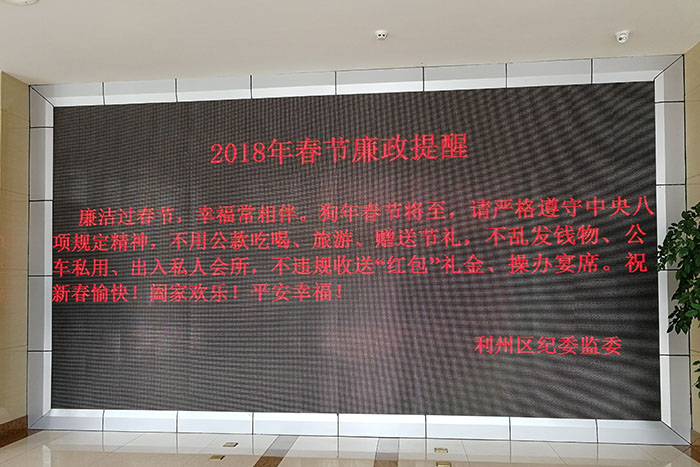 2018年春节廉政提醒
廉洁过春节，幸福常相伴。狗年春节将至，请严格遵守中央八
项规定精神，不用公款吃喝、旅游、赠送节礼，不乱发钱物、公
车私用、出入私人会所，不违规收送“红包”礼金、操办宴席。祝
新春愉快！阖家欢乐！平安幸福！
利州区纪委监委